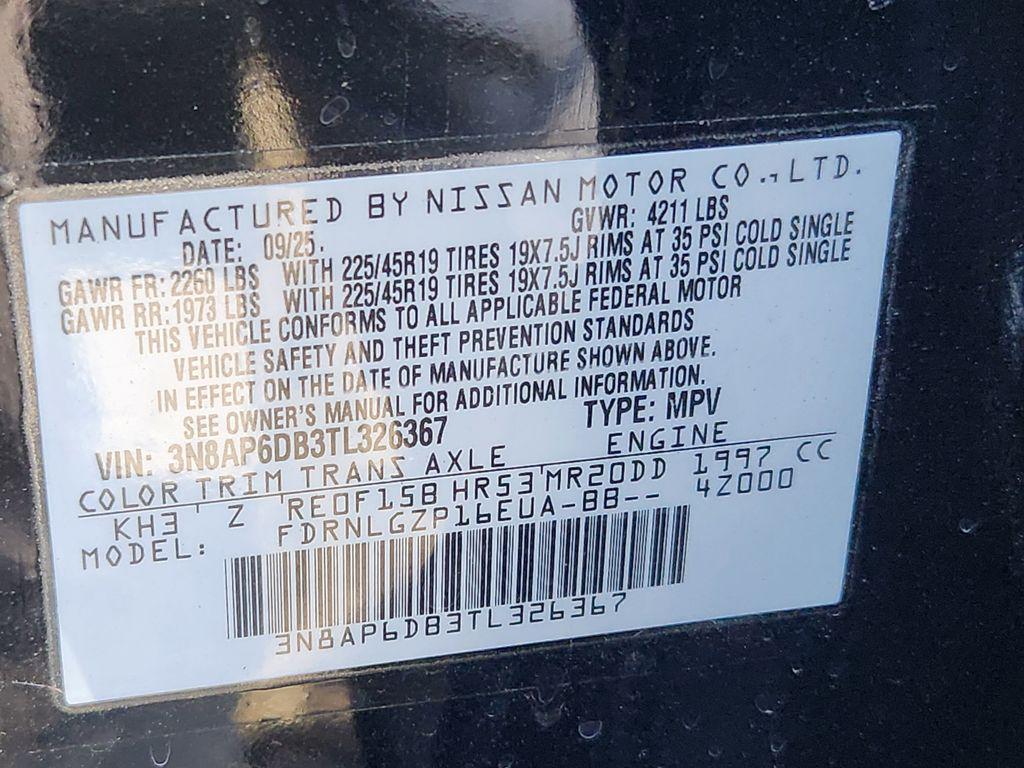 MANUFACTURED BY NISSAN MOTOR CO.,LTD.
DATE: 09/25. GVWR: 4211 LBS
GAWR FR: 2260 LBS WITH 225/45R19 TIRES 19X7.5J RIMS AT 35 PSI COLD SINGLE
GAWR RR: 1973 LBS WITH 225/45R19 TIRES 19X7.5J RIMS AT 35 PSI COLD SINGLE
THIS VEHICLE CONFORMS TO ALL APPLICABLE FEDERAL MOTOR
VEHICLE SAFETY AND THEFT PREVENTION STANDARDS
IN EFFECT ON THE DATE OF MANUFACTURE SHOWN ABOVE.
SEE OWNER'S MANUAL FOR ADDITIONAL INFORMATION.
VIN: 3N8AP6DB3TL326367 TYPE: MPV
COLOR TRIM TRANS AXLE ENGINE
KH3 Z RE0F15B HR53 MR20DD 1997 CC
MODEL: FDRNLGZP16EUA-BB-- 4Z000
3N8AP6DB3TL326367